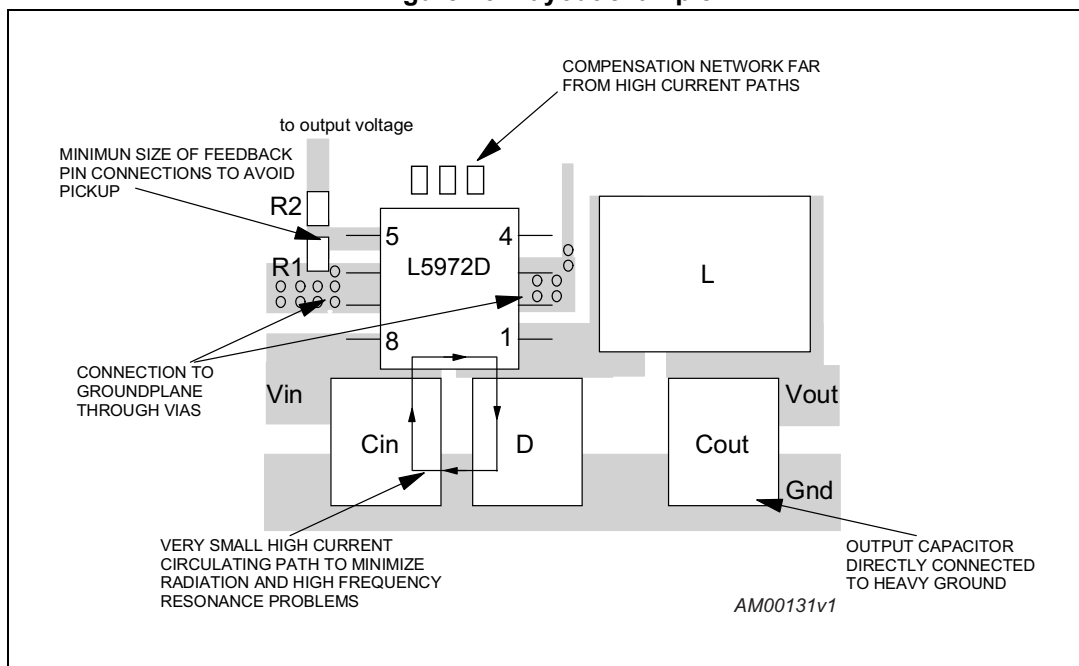 COMPENSATION NETWORK FAR
FROM HIGH CURRENT PATHS
to output voltage
MINIMUN SIZE OF FEEDBACK
PIN CONNECTIONS TO AVOID
PICKUP
R2
5
4
R1
L5972D
L
8
1
CONNECTION TO
GROUNDPLANE
THROUGH VIAS
Vin
Vout
Cin
D
Cout
Gnd
VERY SMALL HIGH CURRENT
CIRCULATING PATH TO MINIMIZE
RADIATION AND HIGH FREQUENCY
RESONANCE PROBLEMS
OUTPUT CAPACITOR
DIRECTLY CONNECTED
TO HEAVY GROUND
AM00131v1